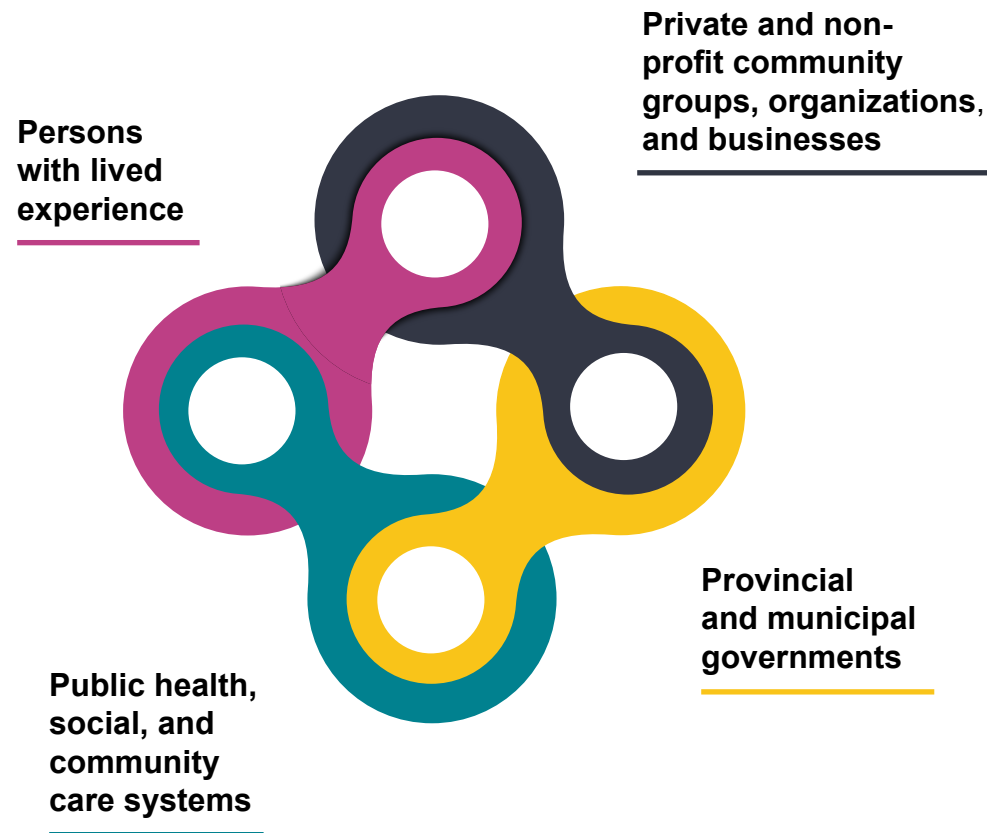 Private and non-
profit community
groups, organizations,
and businesses
Persons
with lived
experience
Provincial
and municipal
governments
Public health,
social, and
community
care systems